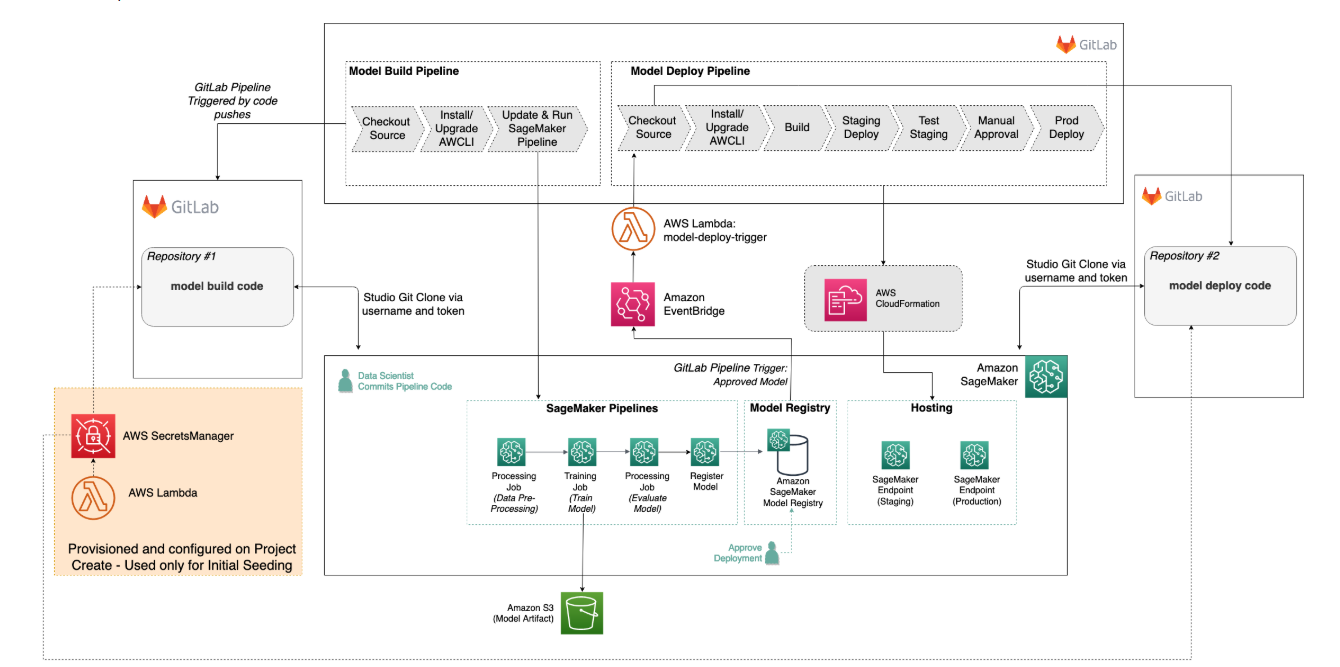 GitLab
Model Build Pipeline
Model Deploy Pipeline
GitLab Pipeline
Triggered by code
pushes
Checkout
Source
Install/
Upgrade
AWCLI
Update & Run
SageMaker
Pipeline
Checkout
Source
Install/
Upgrade
AWCLI
Build
Staging
Deploy
Test
Staging
Manual
Approval
Prod
Deploy
GitLab
Repository #1
model build code
AWS Lambda:
model-deploy-trigger
GitLab
Repository #2
model deploy code
Studio Git Clone via
username and token
Amazon
EventBridge
AWS
CloudFormation
Studio Git Clone via
username and token
Data Scientist
Commits Pipeline Code
GitLab Pipeline Trigger:
Approved Model
Amazon
SageMaker
SageMaker Pipelines
Model Registry
Hosting
Processing
Job
(Data Pre-
Processing)
Training
Job
(Train
Model)
Processing
Job
(Evaluate
Model)
Register
Model
Amazon
SageMaker
Model Registry
SageMaker
Endpoint
(Staging)
SageMaker
Endpoint
(Production)
Approve
Deployment
AWS SecretsManager
AWS Lambda
Provisioned and configured on Project
Create - Used only for Initial Seeding
Amazon S3
(Model Artifact)